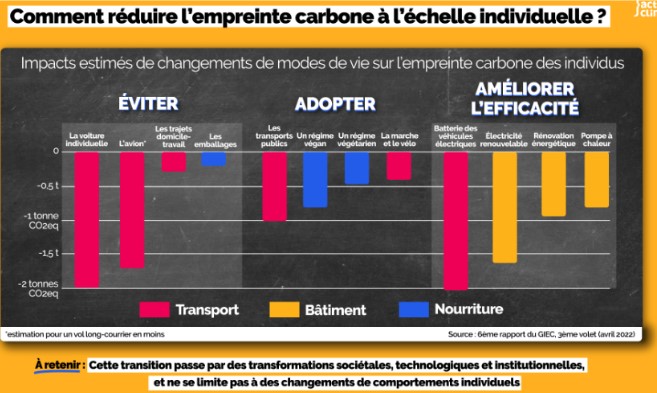 Comment réduire l'empreinte carbone à l'échelle individuelle ?
Impacts estimés de changements de modes de vie sur l'empreinte carbone des individus
ÉVITER
ADOPTER
AMÉLIORER
L'EFFICACITÉ
La voiture
individuelle
L'avion*
Les trajets
domicile-
travail
Les
emballages
Les
transports
publics
Un régime
végan
Un régime
végétarien
La marche
et le vélo
Batterie des
véhicules
électriques
Électricité
renouvelable
Rénovation
énergétique
Pompe à
chaleur
0
-0,5 t
-1 tonne
CO2eq
-1,5 t
-2 tonnes
CO2eq
Transport
Bâtiment
Nourriture
*estimation pour un vol long-courrier en moins
Source : 6ème rapport du GIEC, 3ème volet (avril 2022)
À retenir : Cette transition passe par des transformations sociétales, technologiques et institutionnelles,
et ne se limite pas à des changements de comportements individuels